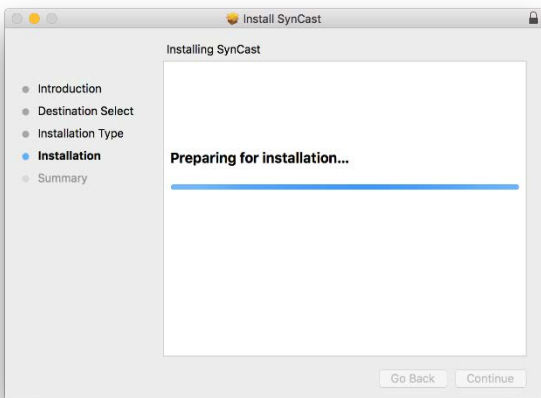 Install SynCast
Installing SynCast
Introduction
Destination Select
Installation Type
Installation
Summary
Preparing for installation...
Go Back
Continue